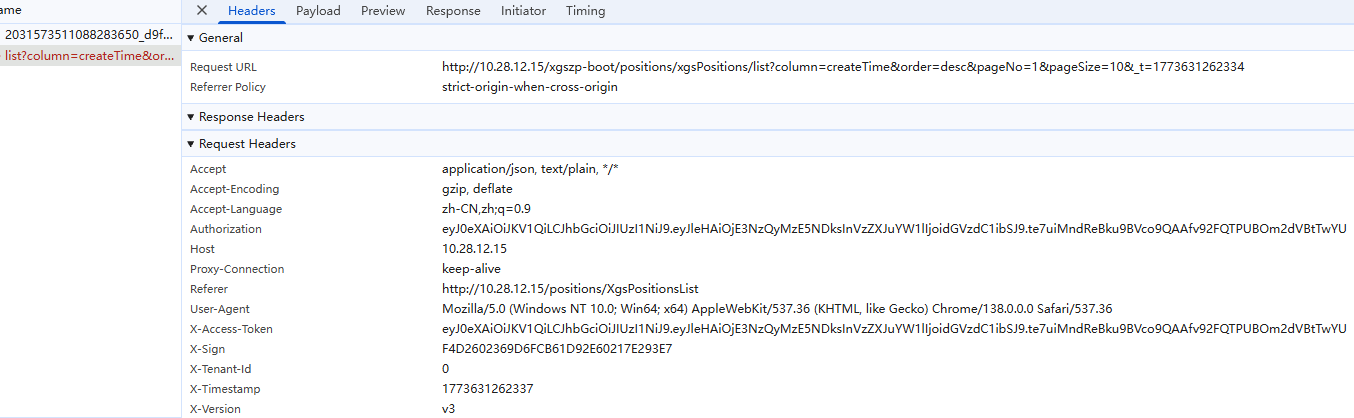 ame
Headers Payload Preview Response Initiator Timing
2031573511088283650_d9f...
list?column=createTime&or...
General
Request URL http://10.28.12.15/xgszp-boot/positions/xgsPositions/list?column=createTime&order=desc&pageNo=1&pageSize=10&_t=1773631262334
Referrer Policy strict-origin-when-cross-origin
Response Headers
Request Headers
Accept application/json, text/plain, */*
Accept-Encoding gzip, deflate
Accept-Language zh-CN,zh;q=0.9
Authorization eyJ0eXAiOiJKV1QiLCJhbGciOiJIUzI1NiJ9.eyJleHAiOjE3NzQyMzE5NDksInVzZXJuYW1lIjoidGVzdC1ibSJ9.te7uiMndReBku9BVco9QAAfv92FQTPUBOm2dVBtTwYU
Host 10.28.12.15
Proxy-Connection keep-alive
Referer http://10.28.12.15/positions/XgsPositionsList
User-Agent Mozilla/5.0 (Windows NT 10.0; Win64; x64) AppleWebKit/537.36 (KHTML, like Gecko) Chrome/138.0.0.0 Safari/537.36
X-Access-Token eyJ0eXAiOiJKV1QiLCJhbGciOiJIUzI1NiJ9.eyJleHAiOjE3NzQyMzE5NDksInVzZXJuYW1lIjoidGVzdC1ibSJ9.te7uiMndReBku9BVco9QAAfv92FQTPUBOm2dVBtTwYU
X-Sign F4D2602369D6FCB61D92E60217E293E7
X-Tenant-Id 0
X-Timestamp 1773631262337
X-Version v3